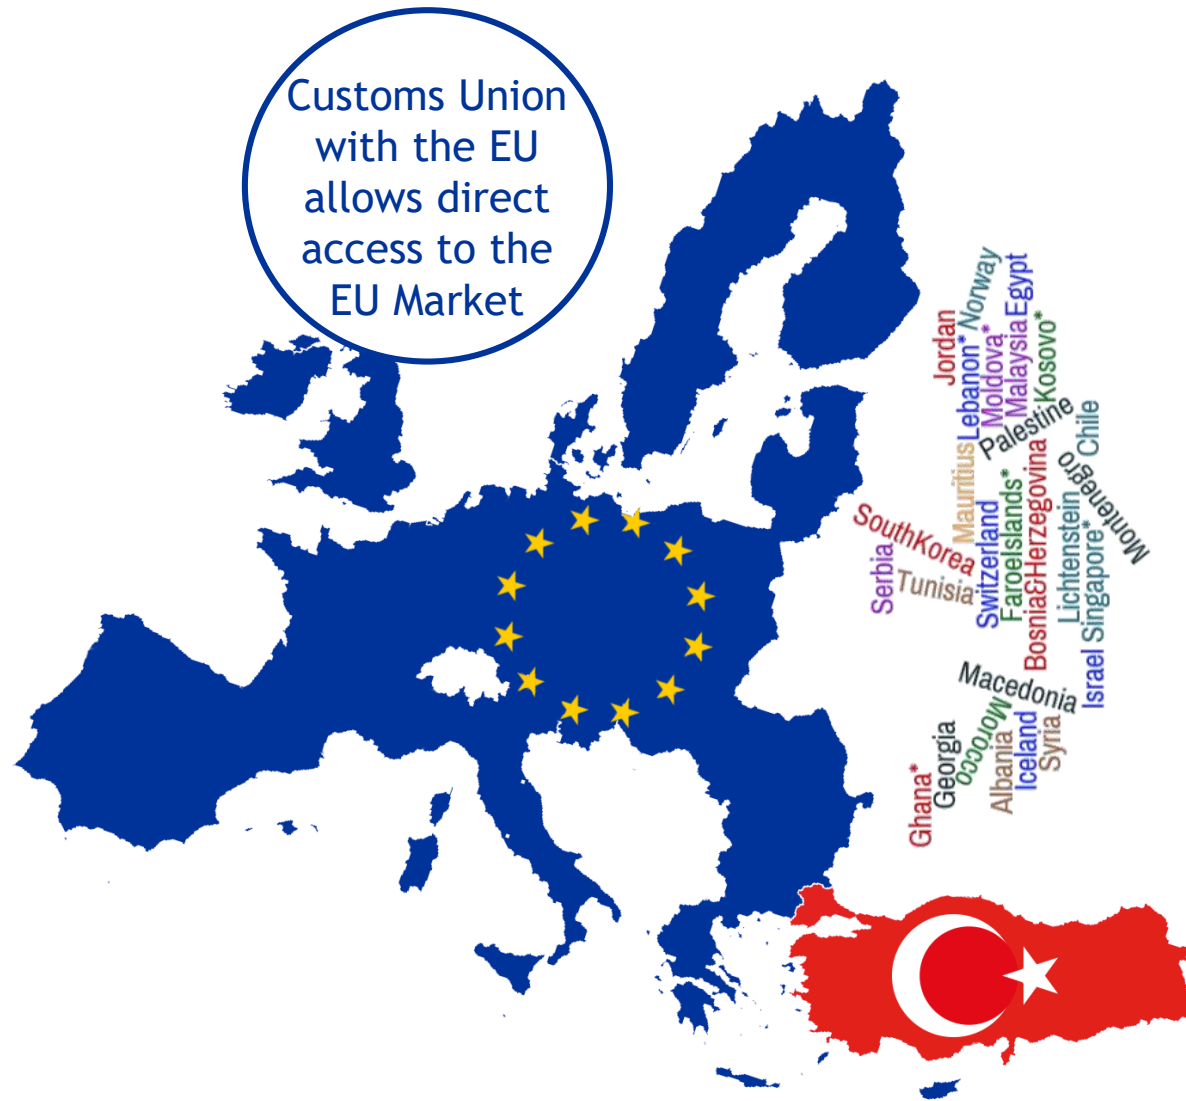 Customs Union
with the EU
allows direct
access to the
EU Market
Jordan
Lebanon*
Norway
Moldova*
Malaysia
Egypt
Kosovo*
Palestine
Chile
Mauritius
Montenegro
SouthKorea
Serbia
Tunisia
Switzerland
FaroeIslands*
Bosnia&Herzegovina
Lichtenstein
Singapore*
Israel
Macedonia
Morocco
Georgia
Ghana*
Albania
Iceland
Syria